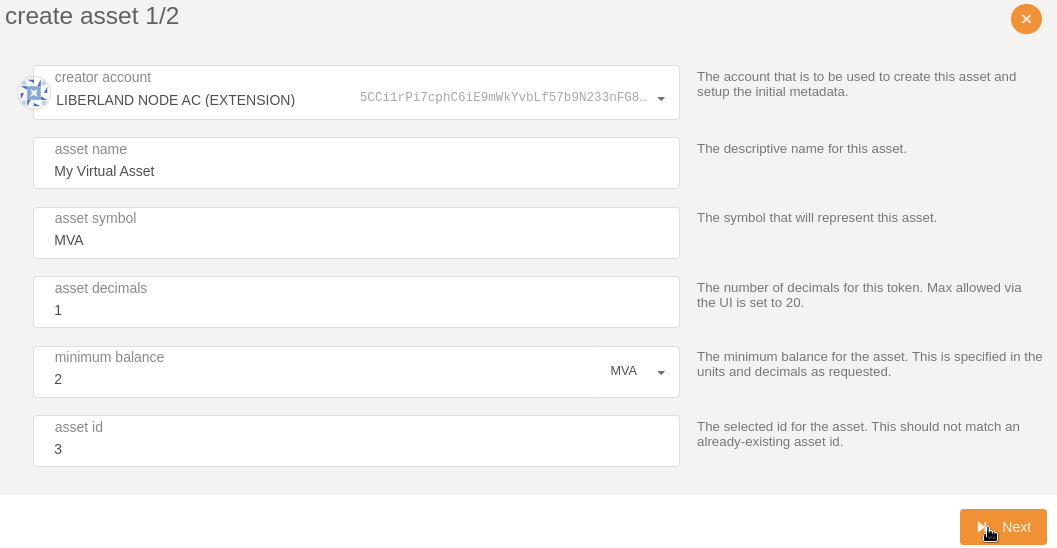 create asset 1/2
creator account
LIBERLAND NODE AC (EXTENSION)
5CCi1rPi7cphC6iE9mWkYvbLf57b9N233nFG8…
The account that is to be used to create this asset and
setup the initial metadata.
asset name
My Virtual Asset
The descriptive name for this asset.
asset symbol
MVA
The symbol that will represent this asset.
asset decimals
1
The number of decimals for this token. Max allowed via
the UI is set to 20.
minimum balance
2
MVA
The minimum balance for the asset. This is specified in the
units and decimals as requested.
asset id
3
The selected id for the asset. This should not match an
already-existing asset id.
Next